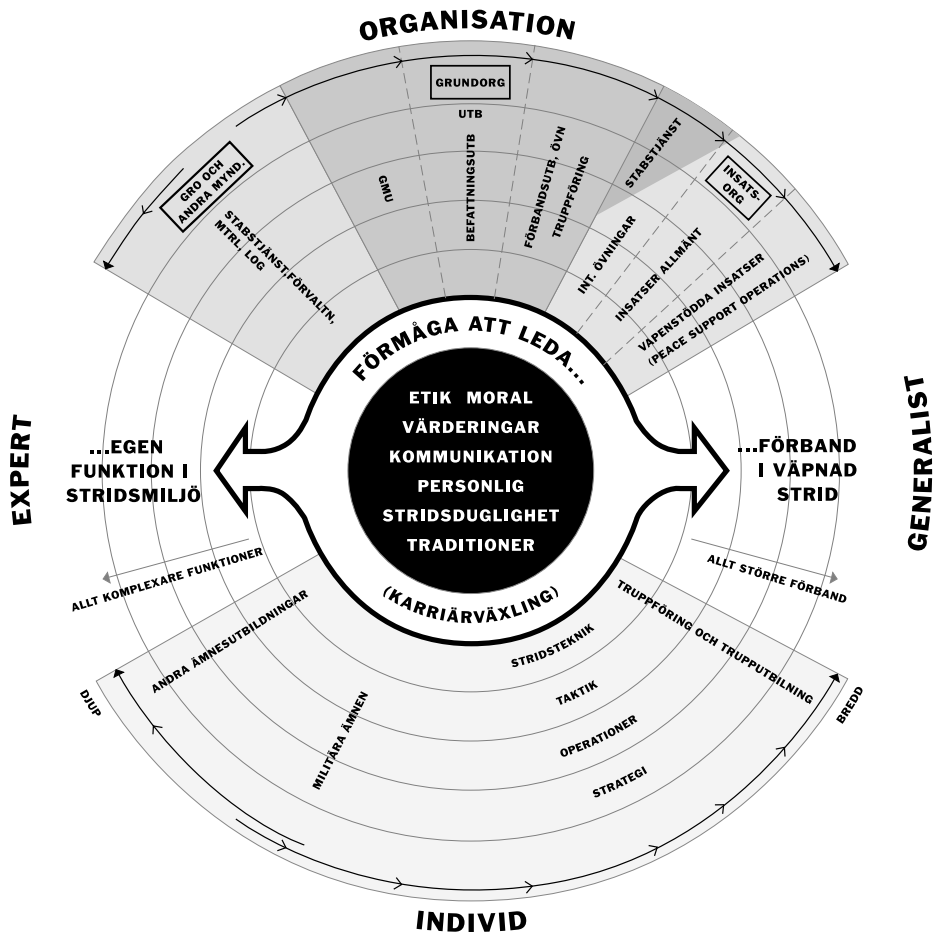 ORGANISATION
GRUNDORG
UTB
GRO OCH
ANDRA MYND.
STABSTJÄNST,FÖRVALTN,
MTRL, LOG
GMU
BEFATTNINGSUTB
FÖRBANDSUTB, ÖVN
TRUPPFÖRING
STABSTJÄNST
INSATS-
ORG
INT. ÖVNINGAR
INSATSER ALLMÄNT
VAPENSTÖDDA INSATSER
(PEACE SUPPORT OPERATIONS)
FÖRMÅGA ATT LEDA...
ETIK MORAL
VÄRDERINGAR
KOMMUNIKATION
PERSONLIG
STRIDSDUGLIGHET
TRADITIONER
(KARRIÄRVÄXLING)
EXPERT
...EGEN
FUNKTION I
STRIDSMILJÖ
...FÖRBAND
I VÄPNAD
STRID
GENERALIST
ALLT KOMPLEXARE FUNKTIONER
ALLT STÖRRE FÖRBAND
ANDRA ÄMNESUTBILDNINGAR
MILITÄRA ÄMNEN
STRIDSTEKNIK
TAKTIK
OPERATIONER
STRATEGI
TRUPPFÖRING OCH TRUPPUTBILNING
DJUP
BREDD
INDIVID